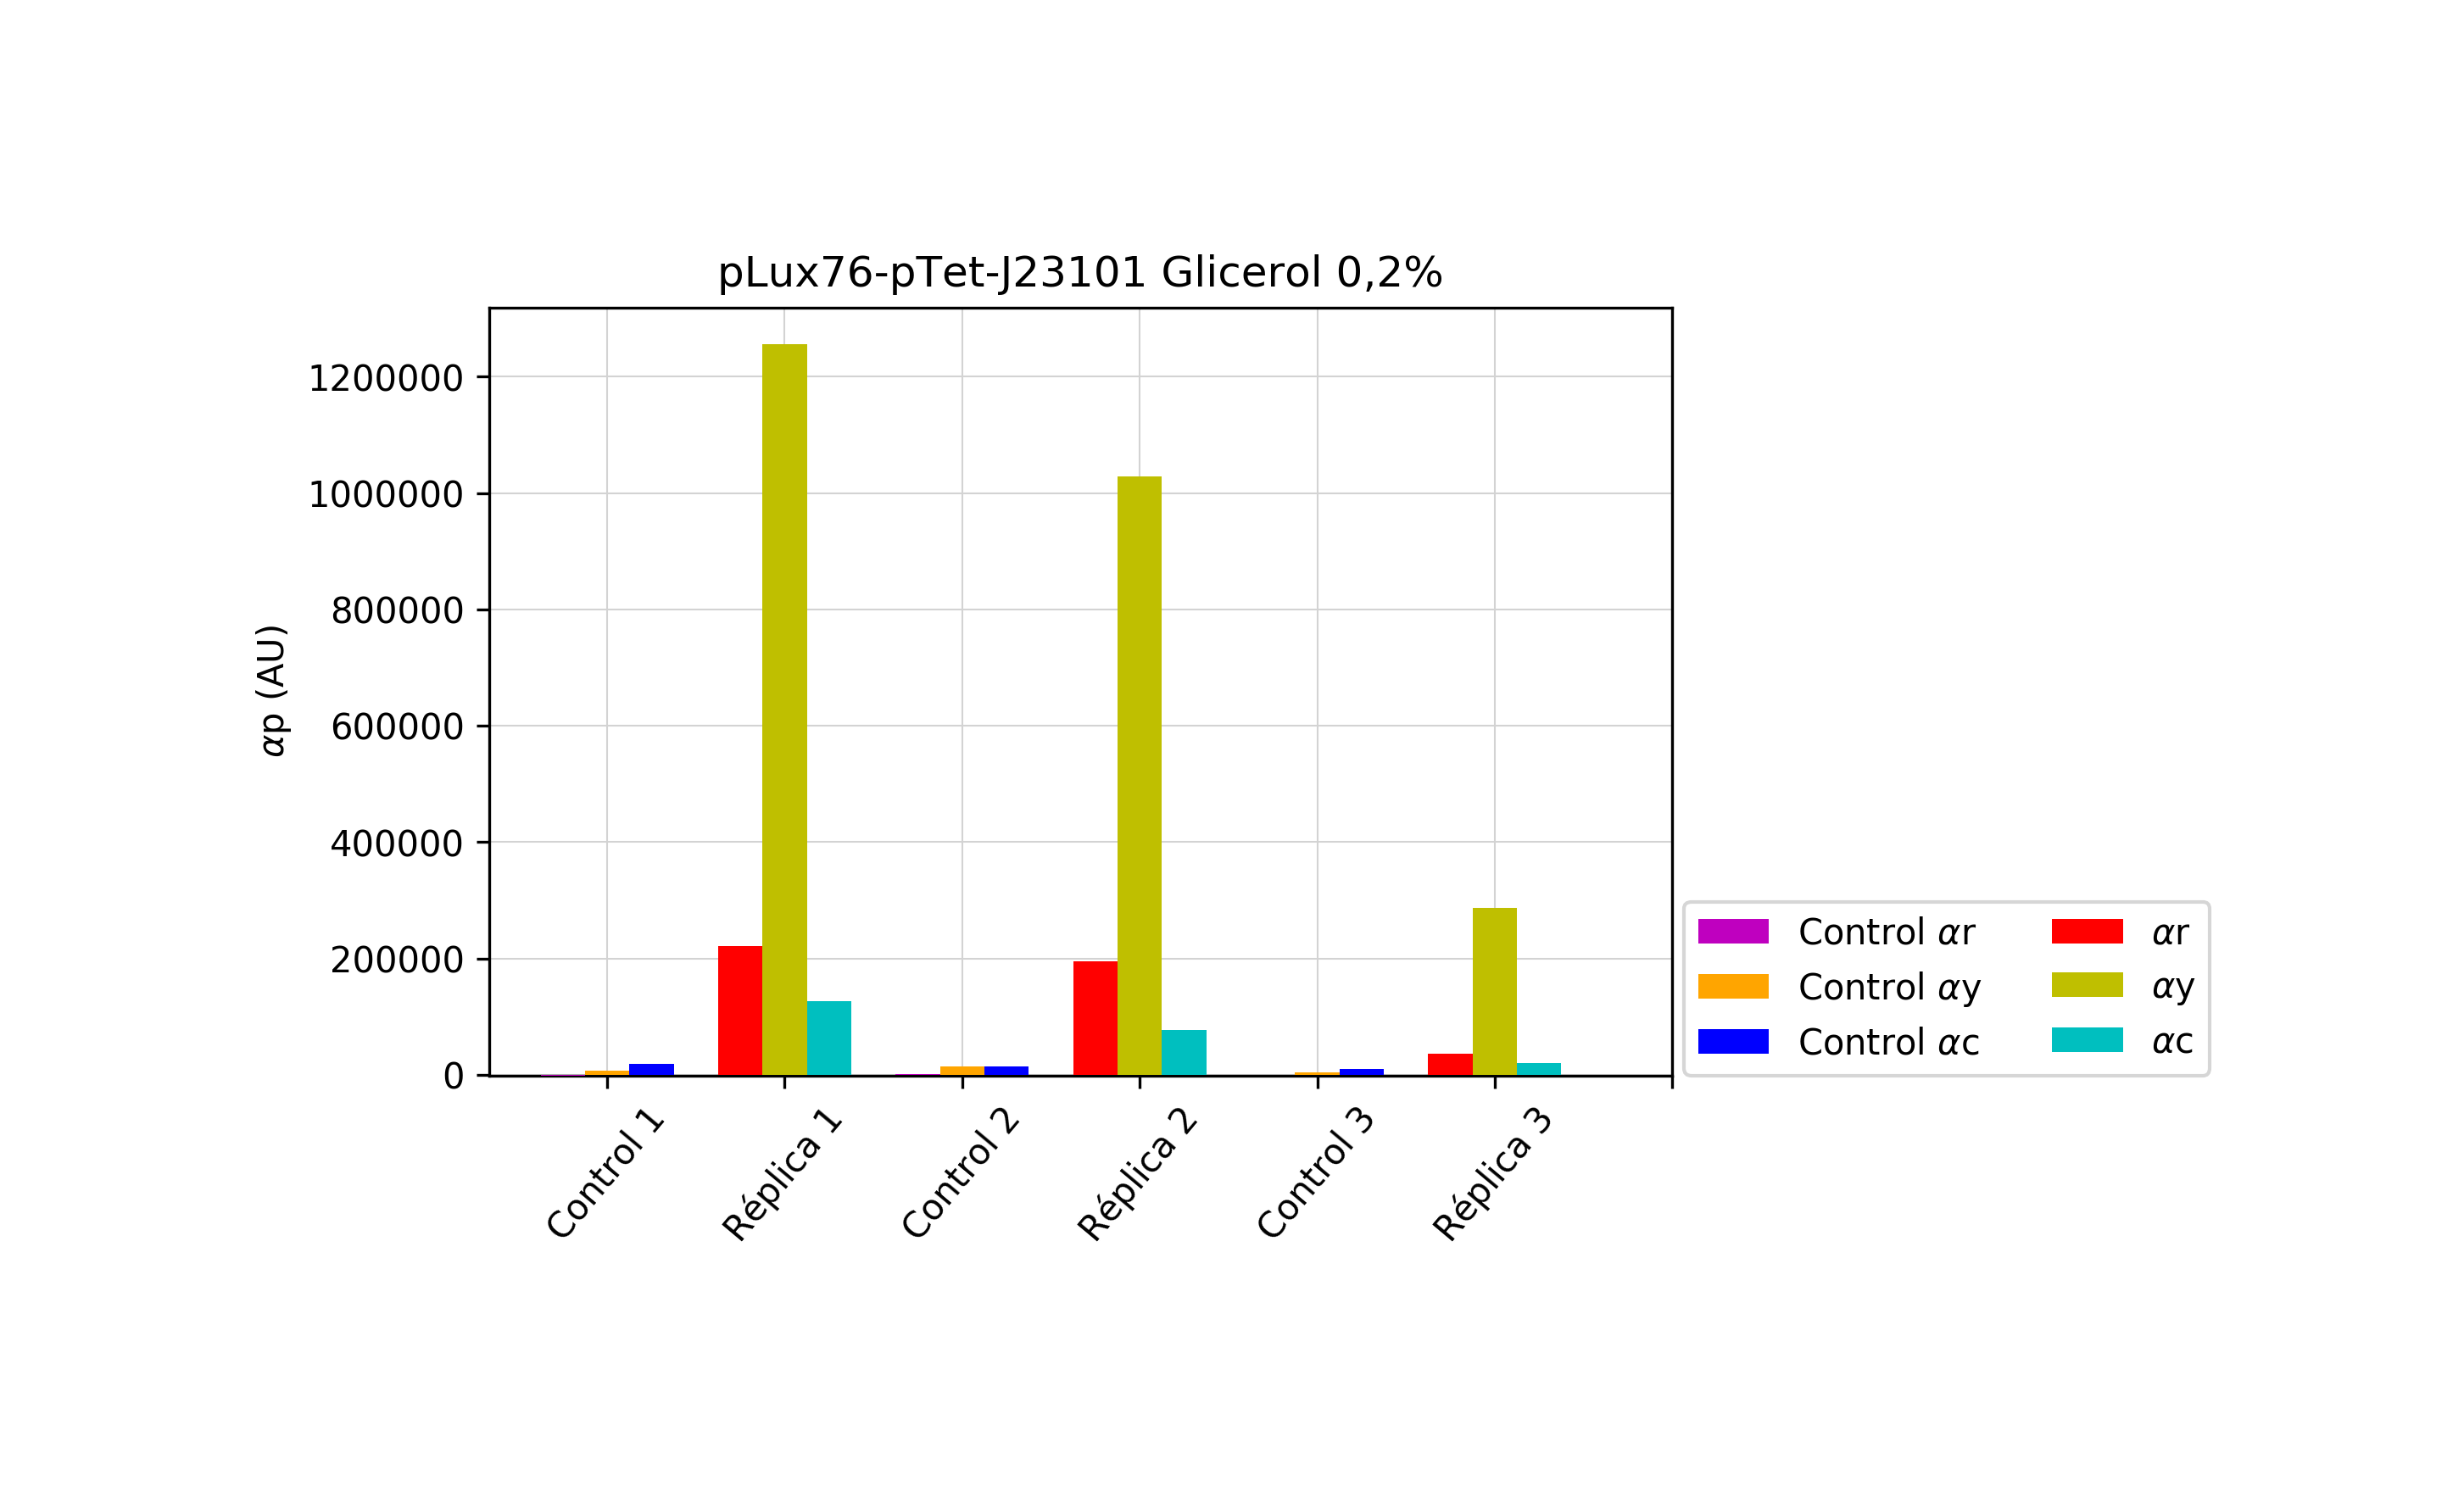 pLux76-pTet-J23101 Glicerol 0,2%
αp (AU)
1200000
1000000
800000
600000
400000
200000
0
Control 1
Réplica 1
Control 2
Réplica 2
Control 3
Réplica 3
Control αr
Control αy
Control αc
αr
αy
αc